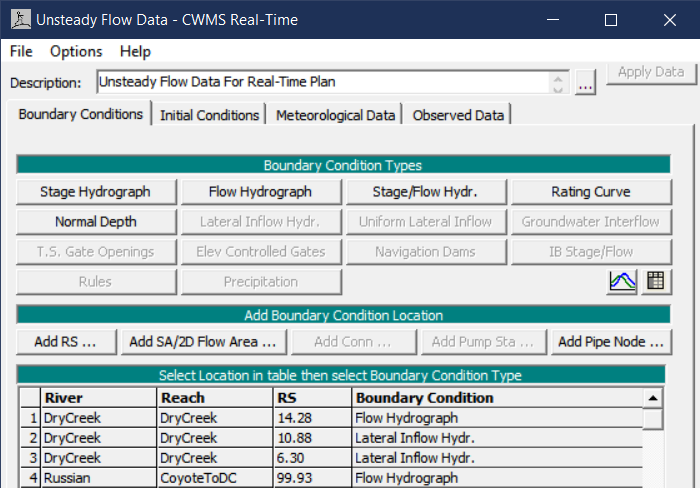 Unsteady Flow Data - CWMS Real-Time
File Options Help
Description: Unsteady Flow Data For Real-Time Plan ... Apply Data
Boundary Conditions Initial Conditions Meteorological Data Observed Data
Boundary Condition Types
Stage Hydrograph Flow Hydrograph Stage/Flow Hydr. Rating Curve
Normal Depth Lateral Inflow Hydr. Uniform Lateral Inflow Groundwater Interflow
T.S. Gate Openings Elev Controlled Gates Navigation Dams IB Stage/Flow
Rules Precipitation
Add Boundary Condition Location
Add RS ... Add SA/2D Flow Area ... Add Conn ... Add Pump Sta ... Add Pipe Node ...
Select Location in table then select Boundary Condition Type
River Reach RS Boundary Condition
1 DryCreek DryCreek 14.28 Flow Hydrograph
2 DryCreek DryCreek 10.88 Lateral Inflow Hydr.
3 DryCreek DryCreek 6.30 Lateral Inflow Hydr.
4 Russian CoyoteToDC 99.93 Flow Hydrograph